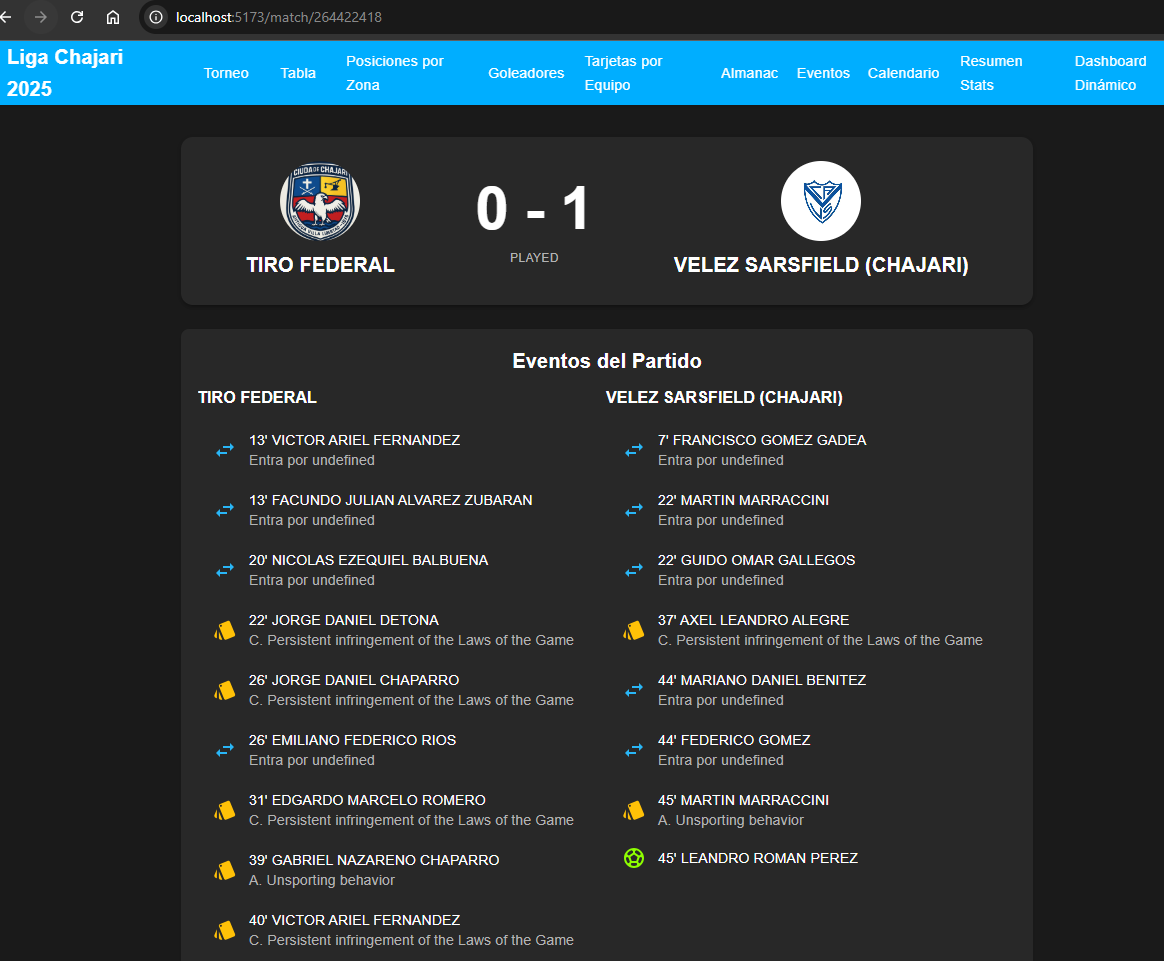 localhost:5173/match/264422418
Liga Chajari
2025
Torneo
Tabla
Posiciones por
Zona
Goleadores
Tarjetas por
Equipo
Almanac
Eventos
Calendario
Resumen
Stats
Dashboard
Dinámico
CIUDAD CHAJARI
0 - 1
PLAYED
TIRO FEDERAL
VELEZ SARSFIELD (CHAJARI)
Eventos del Partido
TIRO FEDERAL
13' VICTOR ARIEL FERNANDEZ
Entra por undefined
13' FACUNDO JULIAN ALVAREZ ZUBARAN
Entra por undefined
20' NICOLAS EZEQUIEL BALBUENA
Entra por undefined
22' JORGE DANIEL DETONA
C. Persistent infringement of the Laws of the Game
26' JORGE DANIEL CHAPARRO
C. Persistent infringement of the Laws of the Game
26' EMILIANO FEDERICO RIOS
Entra por undefined
31' EDGARDO MARCELO ROMERO
C. Persistent infringement of the Laws of the Game
39' GABRIEL NAZARENO CHAPARRO
A. Unsporting behavior
40' VICTOR ARIEL FERNANDEZ
C. Persistent infringement of the Laws of the Game
VELEZ SARSFIELD (CHAJARI)
7' FRANCISCO GOMEZ GADEA
Entra por undefined
22' MARTIN MARRACCINI
Entra por undefined
22' GUIDO OMAR GALLEGOS
Entra por undefined
37' AXEL LEANDRO ALEGRE
C. Persistent infringement of the Laws of the Game
44' MARIANO DANIEL BENITEZ
Entra por undefined
44' FEDERICO GOMEZ
Entra por undefined
45' MARTIN MARRACCINI
A. Unsporting behavior
45' LEANDRO ROMAN PEREZ